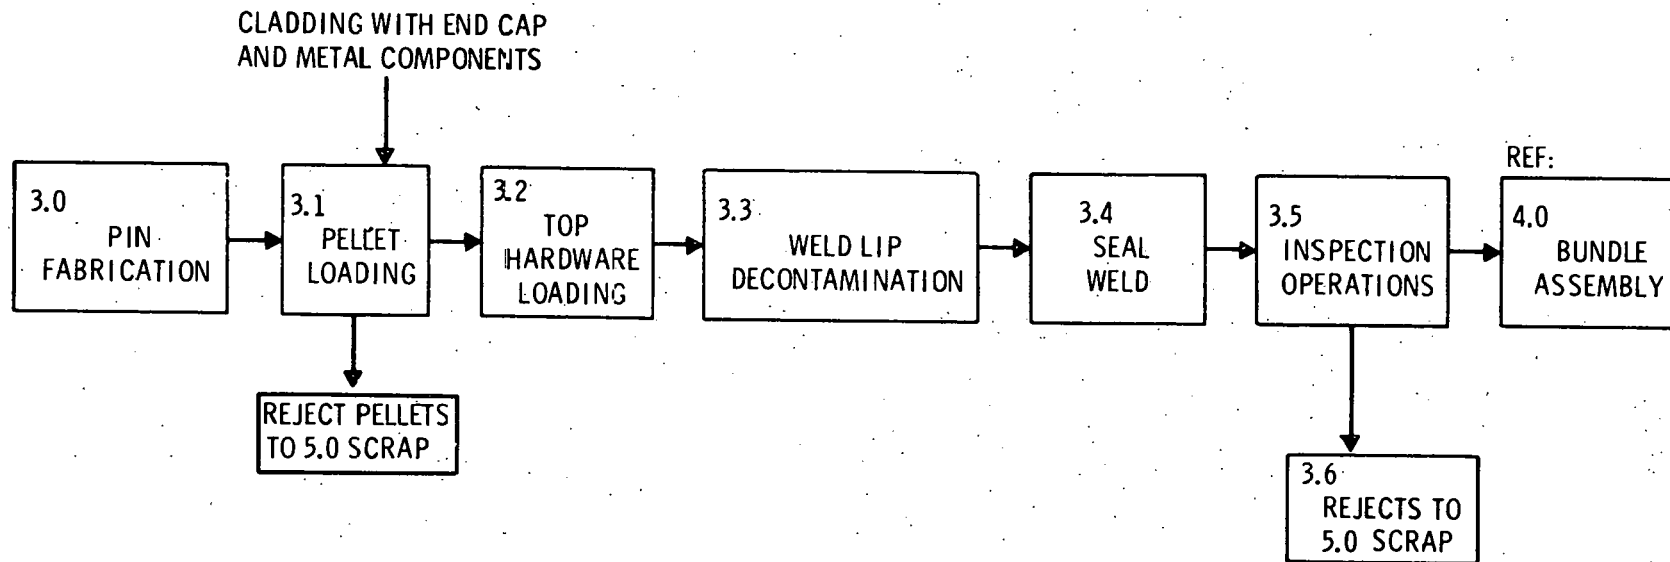 CLADDING WITH END CAP
AND METAL COMPONENTS
3.0
PIN
FABRICATION
3.1
PELLET
LOADING
3.2
TOP
HARDWARE
LOADING
3.3
WELD LIP
DECONTAMINATION
3.4
SEAL
WELD
3.5
INSPECTION
OPERATIONS
REF:
4.0
BUNDLE
ASSEMBLY
REJECT PELLETS
TO 5.0 SCRAP
3.6
REJECTS TO
5.0 SCRAP